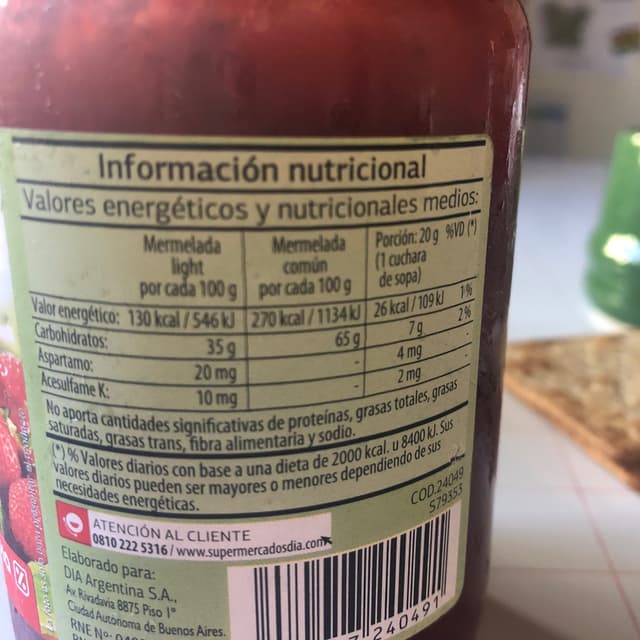 Información nutricional
Valores energéticos y nutricionales medios:
Mermelada light por cada 100 g Mermelada común por cada 100 g Porción: 20 g (1 cuchara de sopa) %VD (*)
Valor energético: 130 kcal / 546 kJ 270 kcal / 1134 kJ 26 kcal / 109 kJ 1%
Carbohidratos: 35 g 65 g 7 g 2%
Aspartamo: 20 mg - 4 mg -
Acesulfame K: 10 mg - 2 mg -
No aporta cantidades significativas de proteínas, grasas totales, grasas
saturadas, grasas trans, fibra alimentaria y sodio.
(*) % Valores diarios con base a una dieta de 2000 kcal. u 8400 kJ. Sus
valores diarios pueden ser mayores o menores dependiendo de sus
necesidades energéticas.
COD.24049
579353
ATENCIÓN AL CLIENTE
0810 222 5316 / www.supermercadosdia.com
Elaborado para:
DIA Argentina S.A.,
Av. Rivadavia 8875 Piso 1°
Ciudad Autónoma de Buenos Aires.
RNE Nº:
7 240491